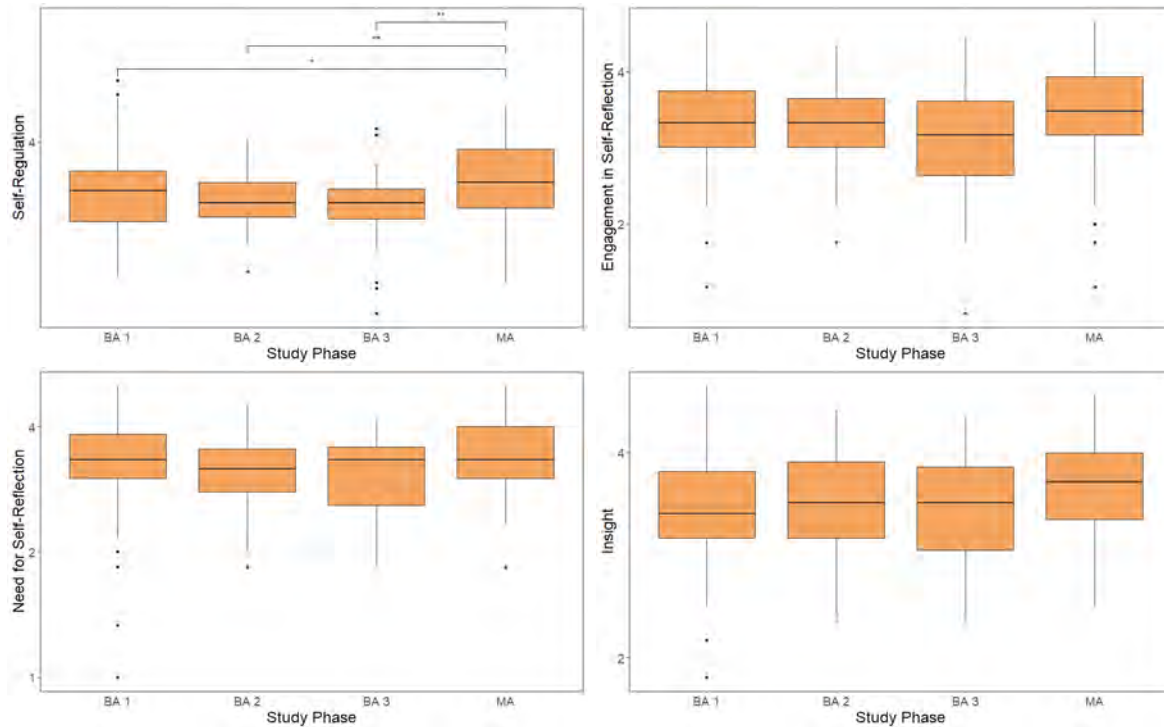 **
**
*
Self-Regulation
4
BA 1 BA 2 BA 3 MA
Study Phase
Engagement in Self-Reflection
4
2
BA 1 BA 2 BA 3 MA
Study Phase
Need for Self-Reflection
4
2
1
BA 1 BA 2 BA 3 MA
Study Phase
Insight
4
2
BA 1 BA 2 BA 3 MA
Study Phase